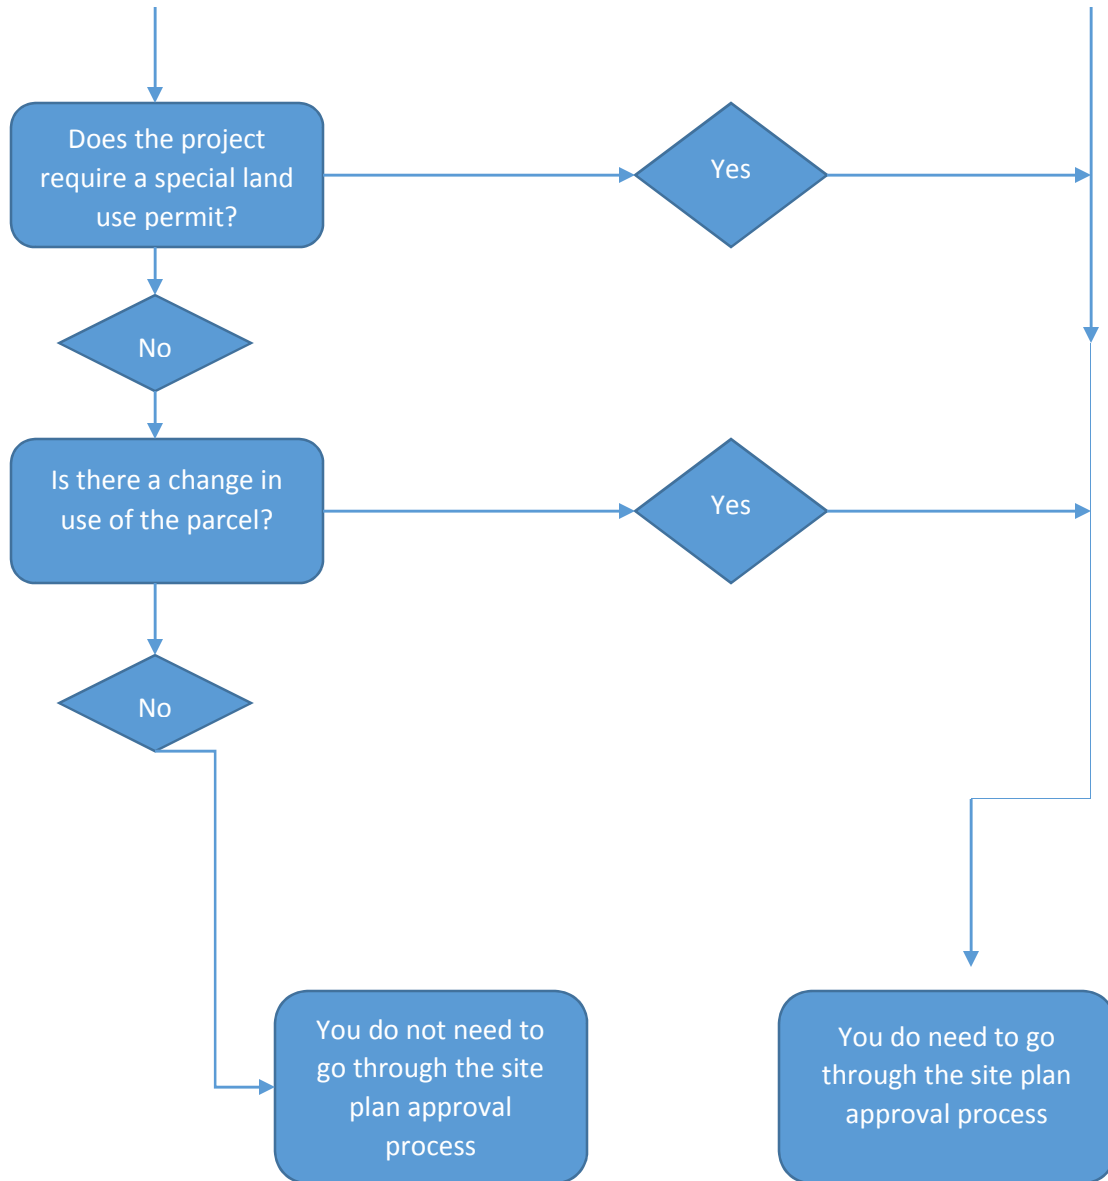 Does the project
require a special land
use permit?
Yes
No
Is there a change in
use of the parcel?
Yes
No
You do not need to
go through the site
plan approval
process
You do need to go
through the site plan
approval process